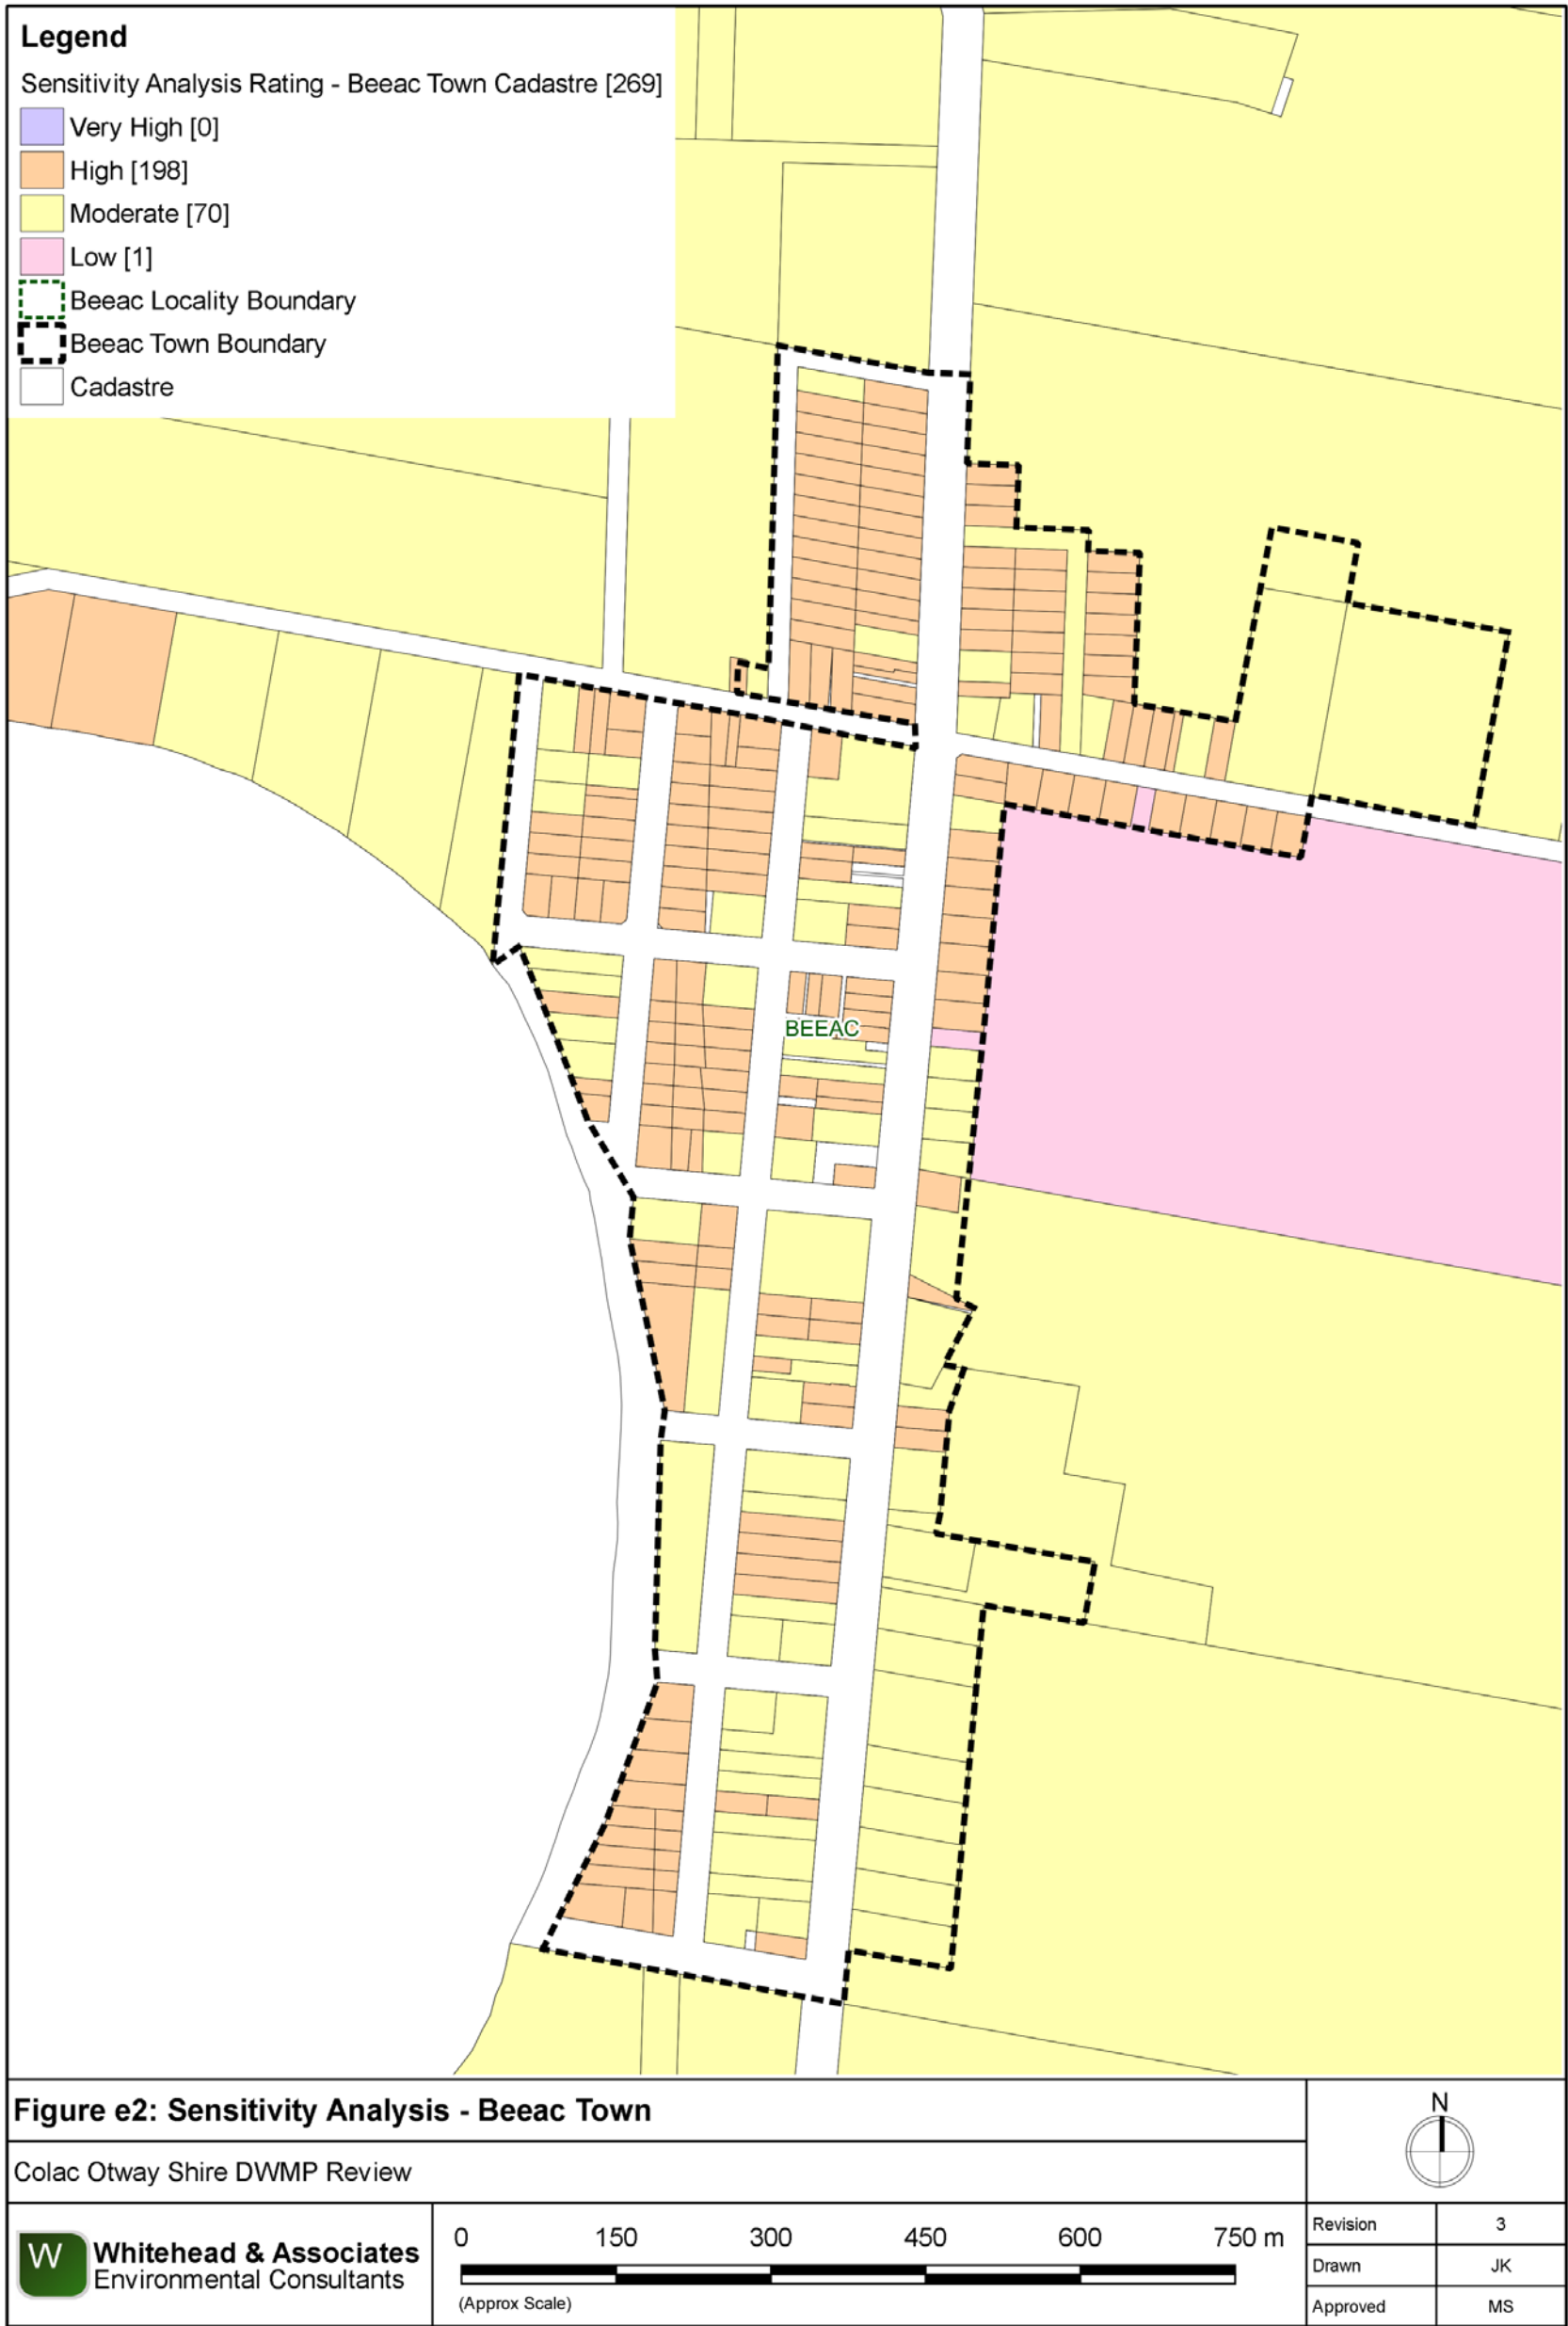 Legend
Sensitivity Analysis Rating - Beeac Town Cadastre [269]
Very High [0]
High [198]
Moderate [70]
Low [1]
Beeac Locality Boundary
Beeac Town Boundary
Cadastre
BEEAC
Figure e2: Sensitivity Analysis - Beeac Town
Colac Otway Shire DWMP Review
N
W
Whitehead & Associates
Environmental Consultants
0 150 300 450 600 750 m
(Approx Scale)
Revision 3
Drawn JK
Approved MS